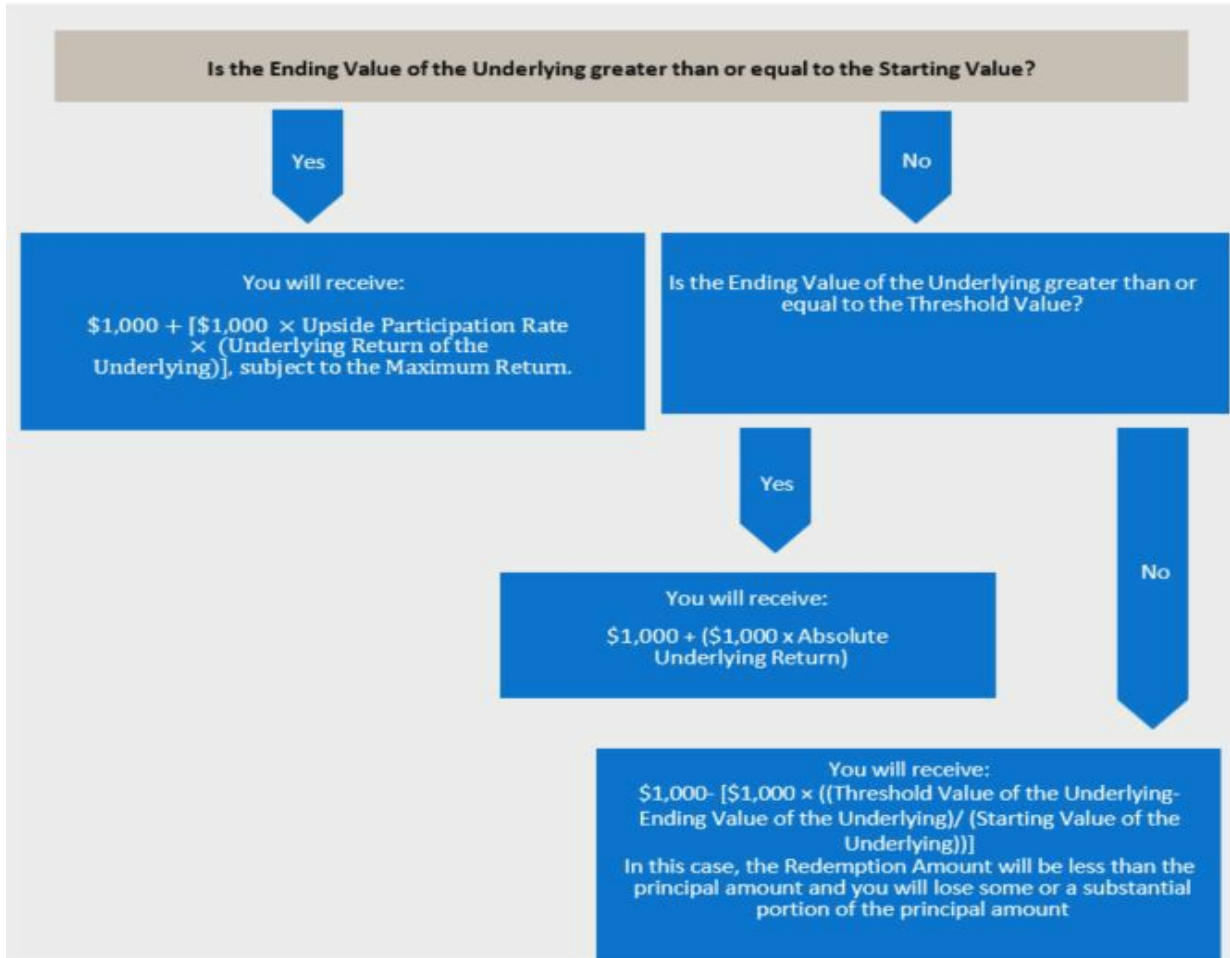 Is the Ending Value of the Underlying greater than or equal to the Starting Value?
Yes
No
You will receive:
$1,000 + [$1,000 × Upside Participation Rate
× (Underlying Return of the
Underlying)], subject to the Maximum Return.
Is the Ending Value of the Underlying greater than or
equal to the Threshold Value?
Yes
No
You will receive:
$1,000 + ($1,000 x Absolute
Underlying Return)
You will receive:
$1,000- [$1,000 × ((Threshold Value of the Underlying-
Ending Value of the Underlying)/ (Starting Value of the
Underlying))]
In this case, the Redemption Amount will be less than the
principal amount and you will lose some or a substantial
portion of the principal amount